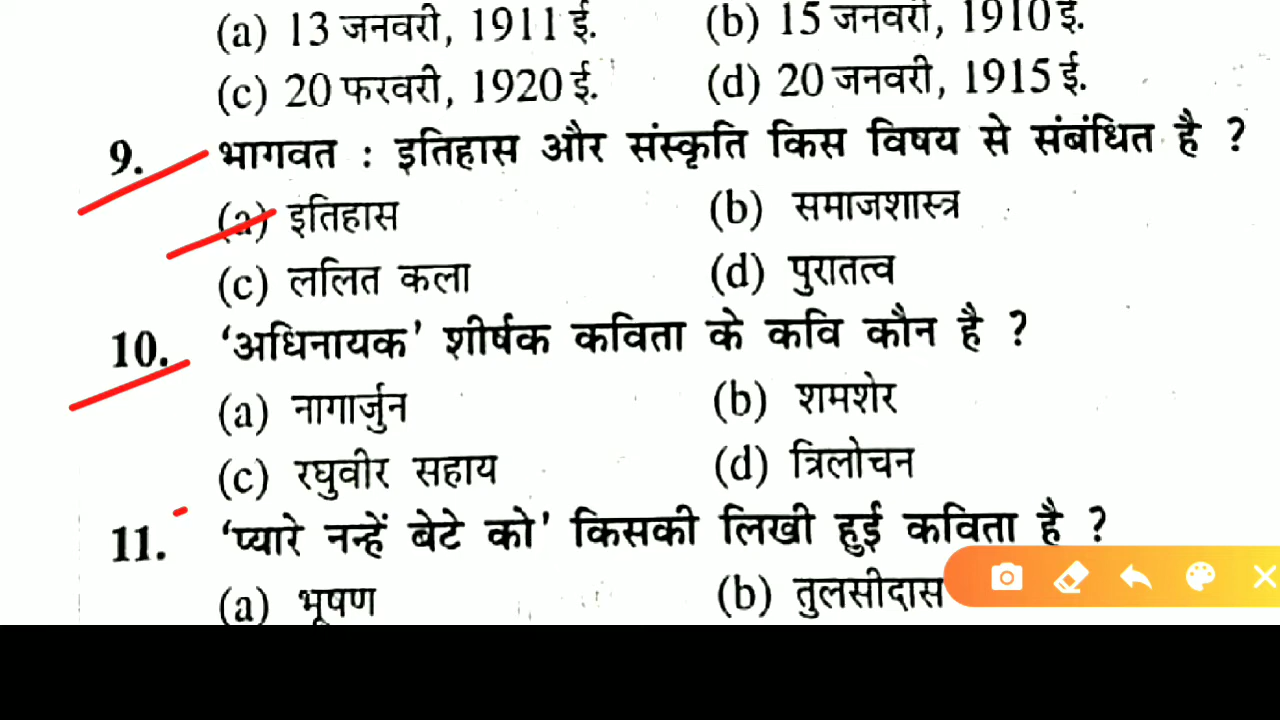 (a) 13 जनवरी, 1911 ई. (b) 15 जनवरी, 1910 ई.
(c) 20 फरवरी, 1920 ई. (d) 20 जनवरी, 1915 ई.
9. भागवत : इतिहास और संस्कृति किस विषय से संबंधित है ?
(a) इतिहास (b) समाजशास्त्र
(c) ललित कला (d) पुरातत्व
10. ‘अधिनायक’ शीर्षक कविता के कवि कौन है ?
(a) नागार्जुन (b) शमशेर
(c) रघुवीर सहाय (d) त्रिलोचन
11. ‘प्यारे नन्हें बेटे को’ किसकी लिखी हुई कविता है ?
(a) भूषण (b) तुलसीदास